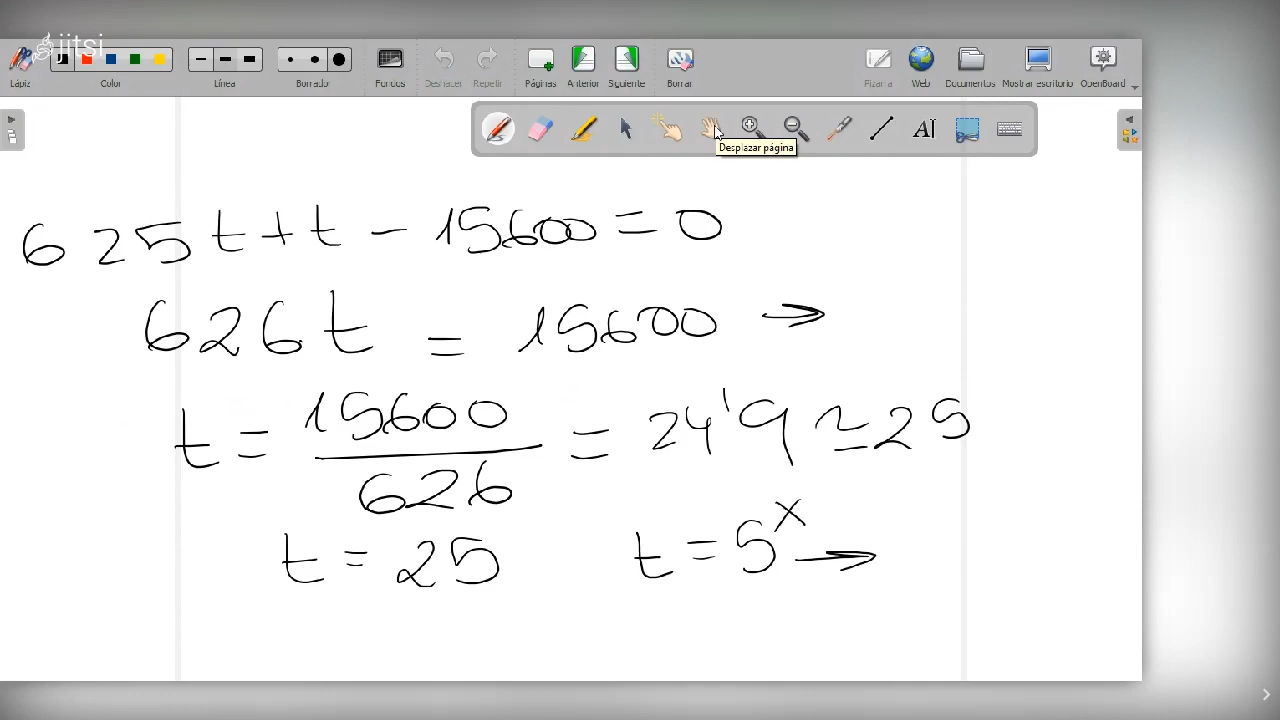 jitsi
Lápiz Color Línea Borrador Fondos Deshacer Repetir Páginas Anterior Siguiente Borrar Pizarra Web Documentos Mostrar escritorio OpenBoard
Desplazar página
625t + t - 15600 = 0
626t = 15600 →
t = 15600/626 = 24'9 ≃ 25
t = 25 t = 5^x →